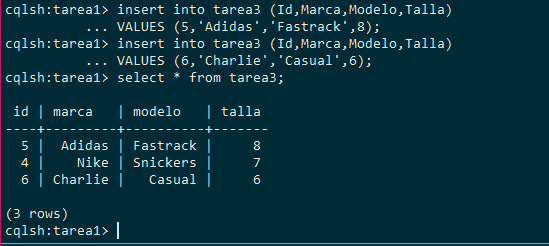 cqlsh:tarea1> insert into tarea3 (Id,Marca,Modelo,Talla)
          ... VALUES (5,'Adidas','Fastrack',8);
cqlsh:tarea1> insert into tarea3 (Id,Marca,Modelo,Talla)
          ... VALUES (6,'Charlie','Casual',6);
cqlsh:tarea1> select * from tarea3;
 id | marca   | modelo   | talla
----+---------+----------+-------
  5 |  Adidas | Fastrack |     8
  4 |    Nike | Snickers |     7
  6 | Charlie |   Casual |     6
(3 rows)
cqlsh:tarea1>